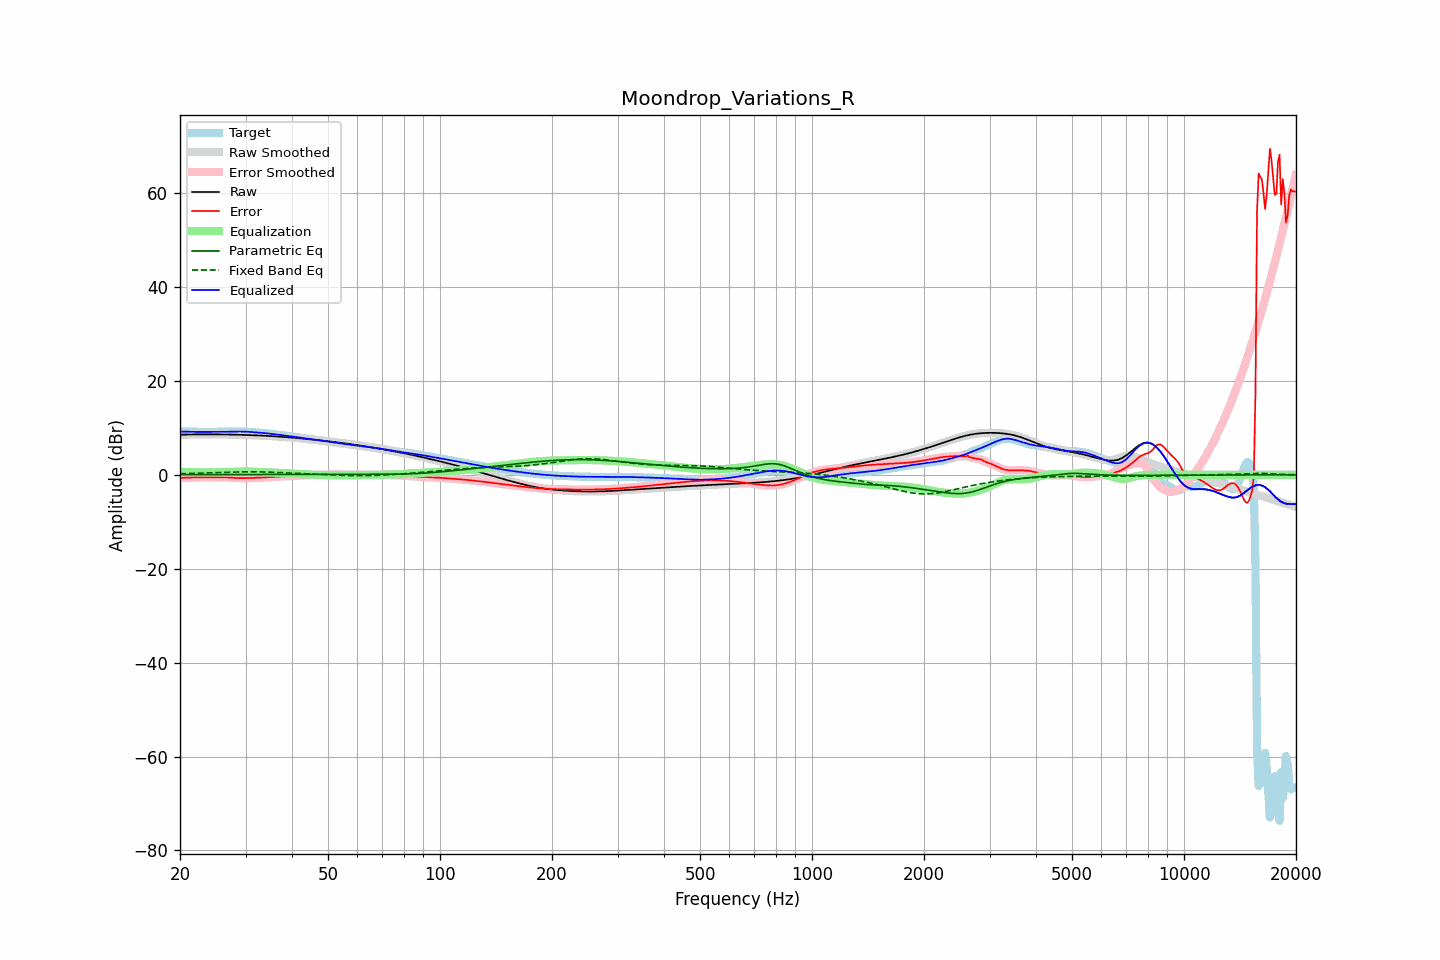 Moondrop_Variations_R
Target
Raw Smoothed
Error Smoothed
Raw
Error
Equalization
Parametric Eq
Fixed Band Eq
Equalized
60
40
20
0
−20
−40
−60
−80
Amplitude (dBr)
20 50 100 200 500 1000 2000 5000 10000 20000
Frequency (Hz)